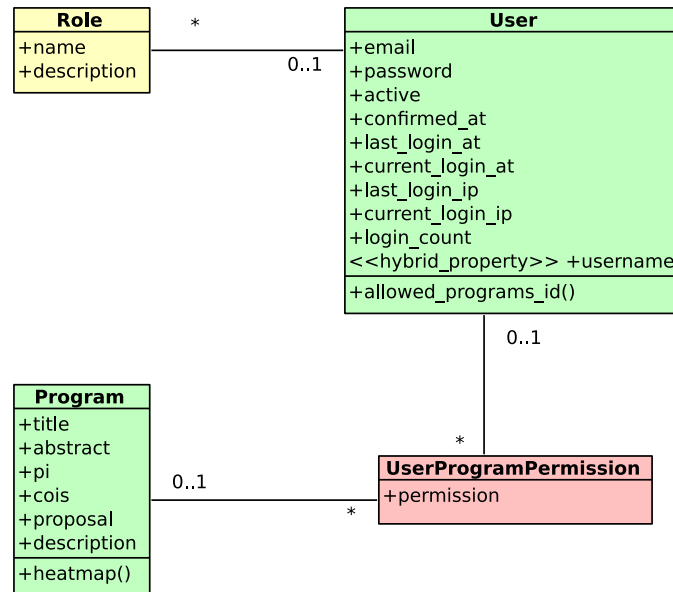 Role
+name
+description
*
0..1
User
+email
+password
+active
+confirmed_at
+last_login_at
+current_login_at
+last_login_ip
+current_login_ip
+login_count
<<hybrid_property>> +username
+allowed_programs_id()
0..1
*
Program
+title
+abstract
+pi
+cois
+proposal
+description
+heatmap()
0..1
*
UserProgramPermission
+permission